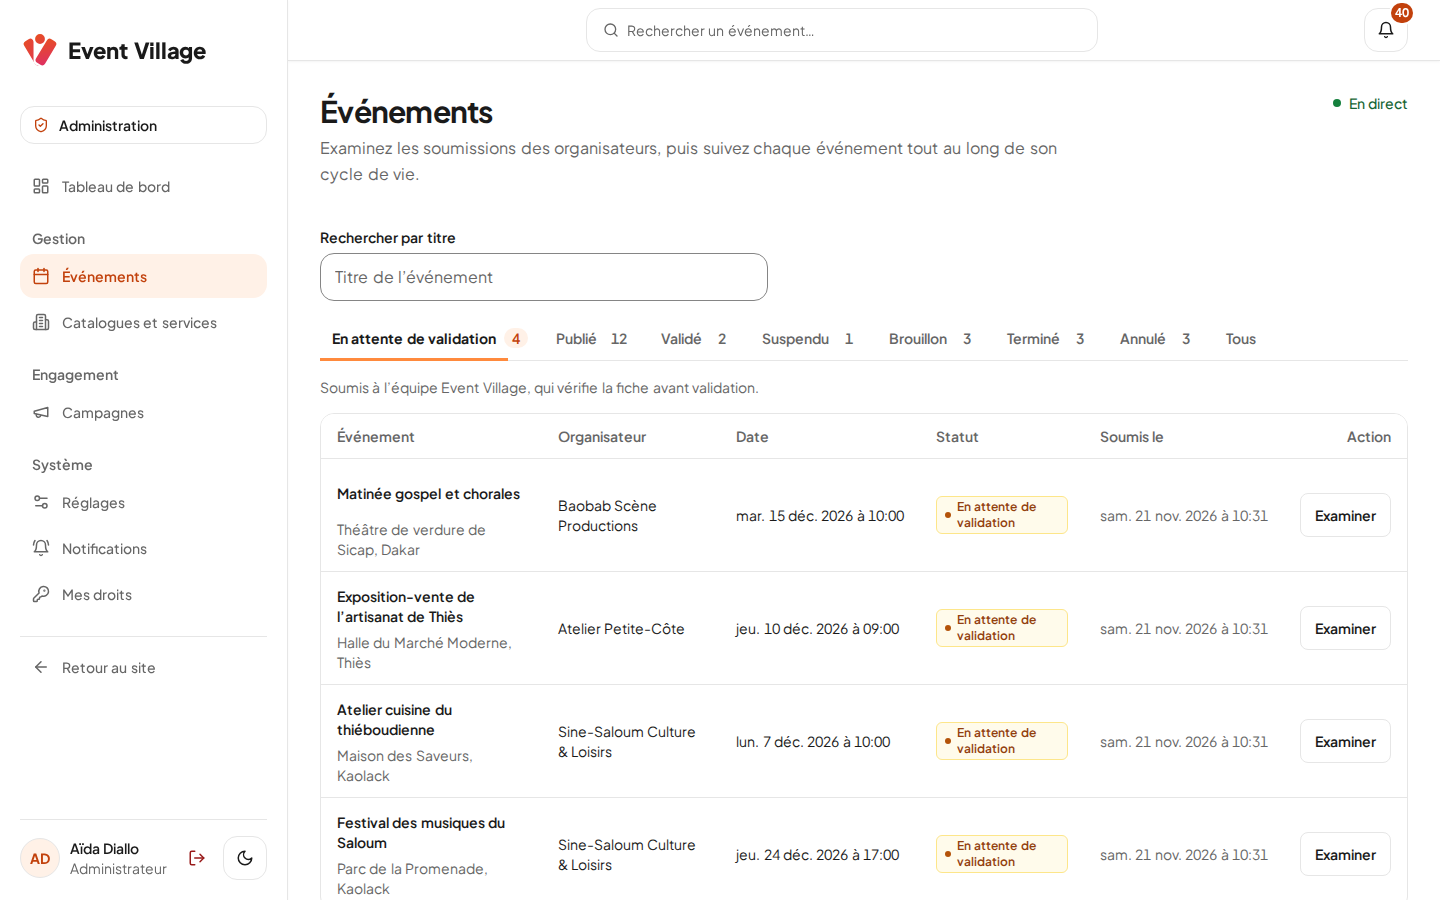 Event Village
Administration
Tableau de bord
Gestion
Événements
Catalogues et services
Engagement
Campagnes
Système
Réglages
Notifications
Mes droits
Retour au site
AD
Aïda Diallo
Administrateur
Rechercher un événement…
40
Événements
En direct
Examinez les soumissions des organisateurs, puis suivez chaque événement tout au long de son
cycle de vie.
Rechercher par titre
Titre de l’événement
En attente de validation 4
Publié 12
Validé 2
Suspendu 1
Brouillon 3
Terminé 3
Annulé 3
Tous
Soumis à l’équipe Event Village, qui vérifie la fiche avant validation.
Événement
Organisateur
Date
Statut
Soumis le
Action
Matinée gospel et chorales
Théâtre de verdure de
Sicap, Dakar
Baobab Scène
Productions
mar. 15 déc. 2026 à 10:00
En attente de
validation
sam. 21 nov. 2026 à 10:31
Examiner
Exposition-vente de
l’artisanat de Thiès
Halle du Marché Moderne,
Thiès
Atelier Petite-Côte
jeu. 10 déc. 2026 à 09:00
En attente de
validation
sam. 21 nov. 2026 à 10:31
Examiner
Atelier cuisine du
thiéboudienne
Maison des Saveurs,
Kaolack
Sine-Saloum Culture
& Loisirs
lun. 7 déc. 2026 à 10:00
En attente de
validation
sam. 21 nov. 2026 à 10:31
Examiner
Festival des musiques du
Saloum
Parc de la Promenade,
Kaolack
Sine-Saloum Culture
& Loisirs
jeu. 24 déc. 2026 à 17:00
En attente de
validation
sam. 21 nov. 2026 à 10:31
Examiner